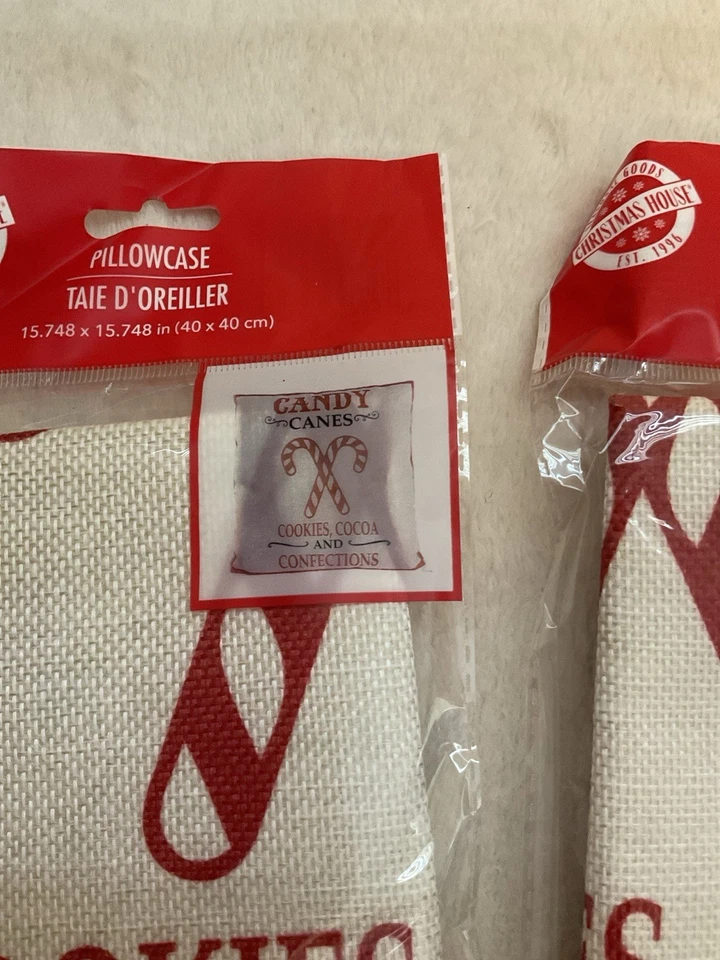 PILLOWCASE
TAIE D'OREILLER
15.748 x 15.748 in (40 x 40 cm)
CANDY
CANES
COOKIES, COCOA
AND
CONFECTIONS
GOODS
CHRISTMAS HOUSE®
EST. 1996